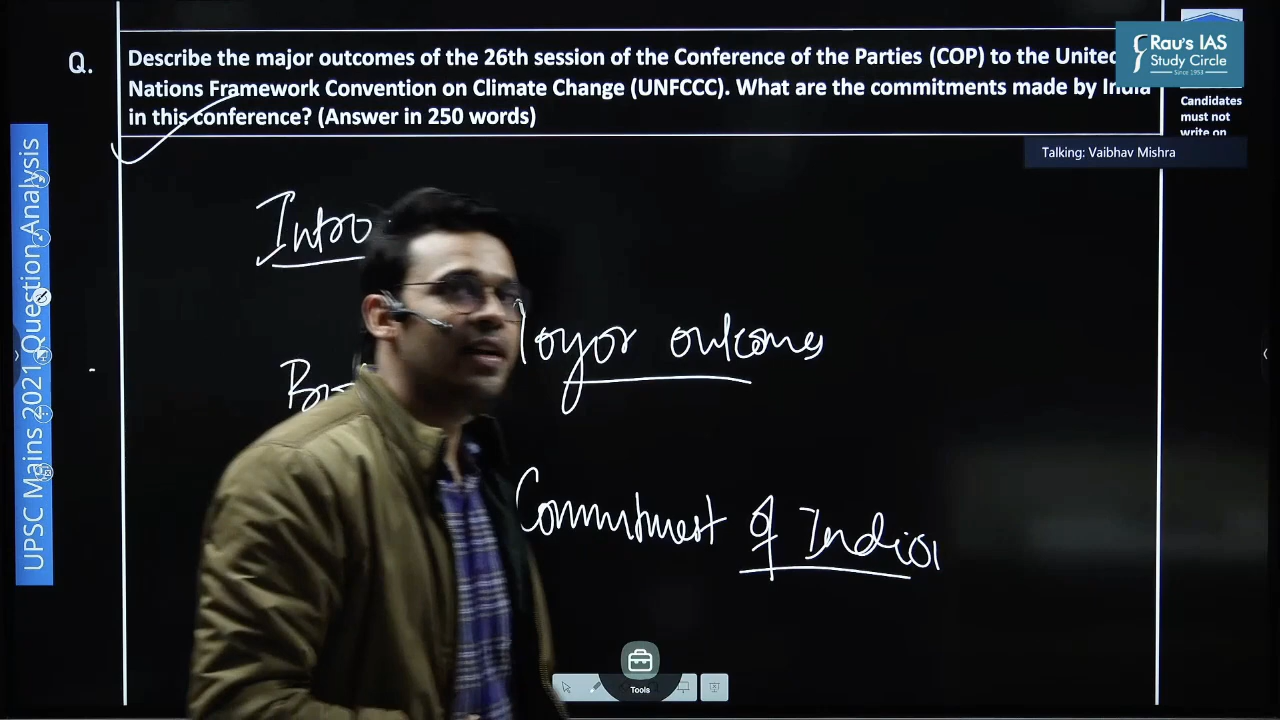 Q.
Describe the major outcomes of the 26th session of the Conference of the Parties (COP) to the United
Nations Framework Convention on Climate Change (UNFCCC). What are the commitments made by India
in this conference? (Answer in 250 words)
Rau's IAS
Study Circle
Since 1953
Candidates
must not
write on
Talking: Vaibhav Mishra
UPSC Mains 2021 Question Analysis
Intro
outcomes
Commitment of India
Tools